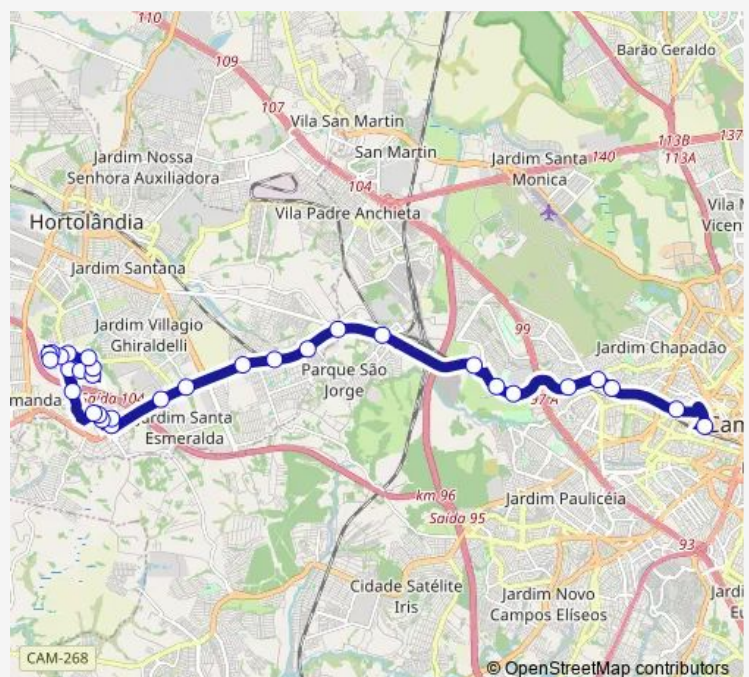 110
109
Barão Geraldo
107
Vila San Martin
113B
137
Jardim Nossa
Senhora Auxiliadora
San Martin
Jardim Santa
Monica
140
113A
104
Vila Padre Anchieta
Hortolândia
Jardim Santana
99
Jardim Villagio
Ghiraldelli
Jardim Chapadão
Parque São
Jorge
Saída 104
manda
97A
Jardim Santa
Esmeralda
km 96
Jardim Paulicéia
Saída 95
93
Cidade Satélite
Iris
Jardim Novo
Campos Elíseos
CAM-268
© OpenStreetMap contributors